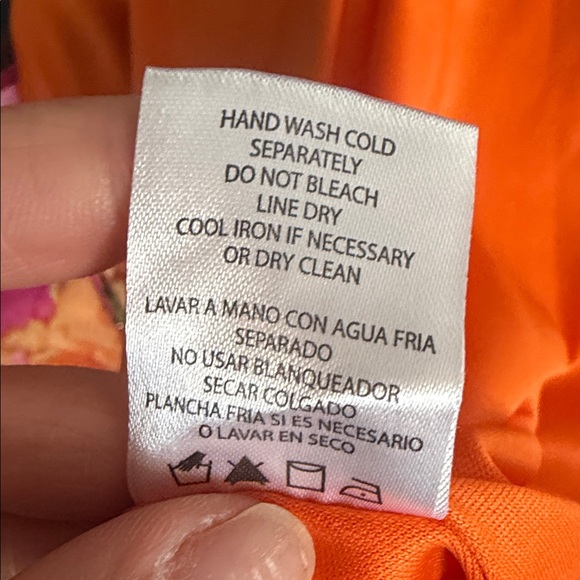 HAND WASH COLD
SEPARATELY
DO NOT BLEACH
LINE DRY
COOL IRON IF NECESSARY
OR DRY CLEAN
LAVAR A MANO CON AGUA FRIA
SEPARADO
NO USAR BLANQUEADOR
SECAR COLGADO
PLANCHA FRIA SI ES NECESARIO
O LAVAR EN SECO